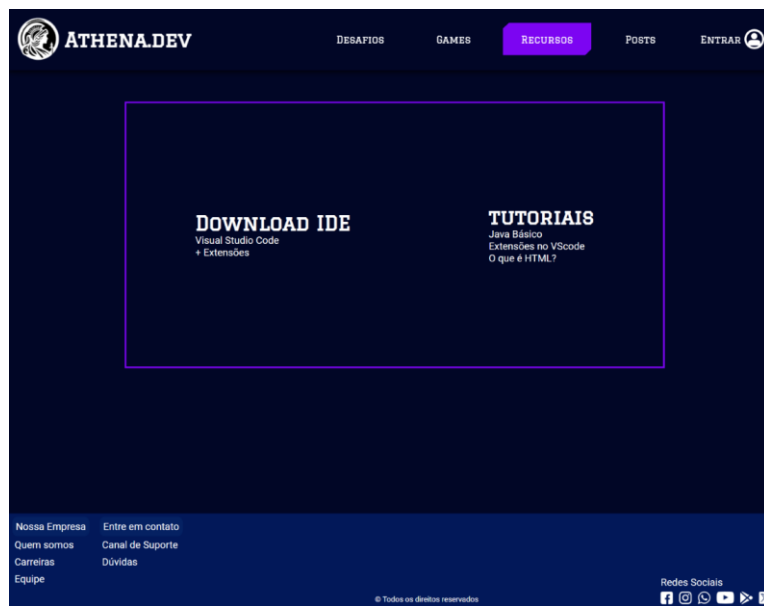 ATHENA.DEV
DESAFIOS GAMES RECURSOS POSTS ENTRAR
DOWNLOAD IDE
Visual Studio Code
+ Extensões
TUTORIAIS
Java Básico
Extensões no VScode
O que é HTML?
Nossa Empresa
Quem somos
Carreiras
Equipe
Entre em contato
Canal de Suporte
Dúvidas
Redes Sociais
© Todos os direitos reservados